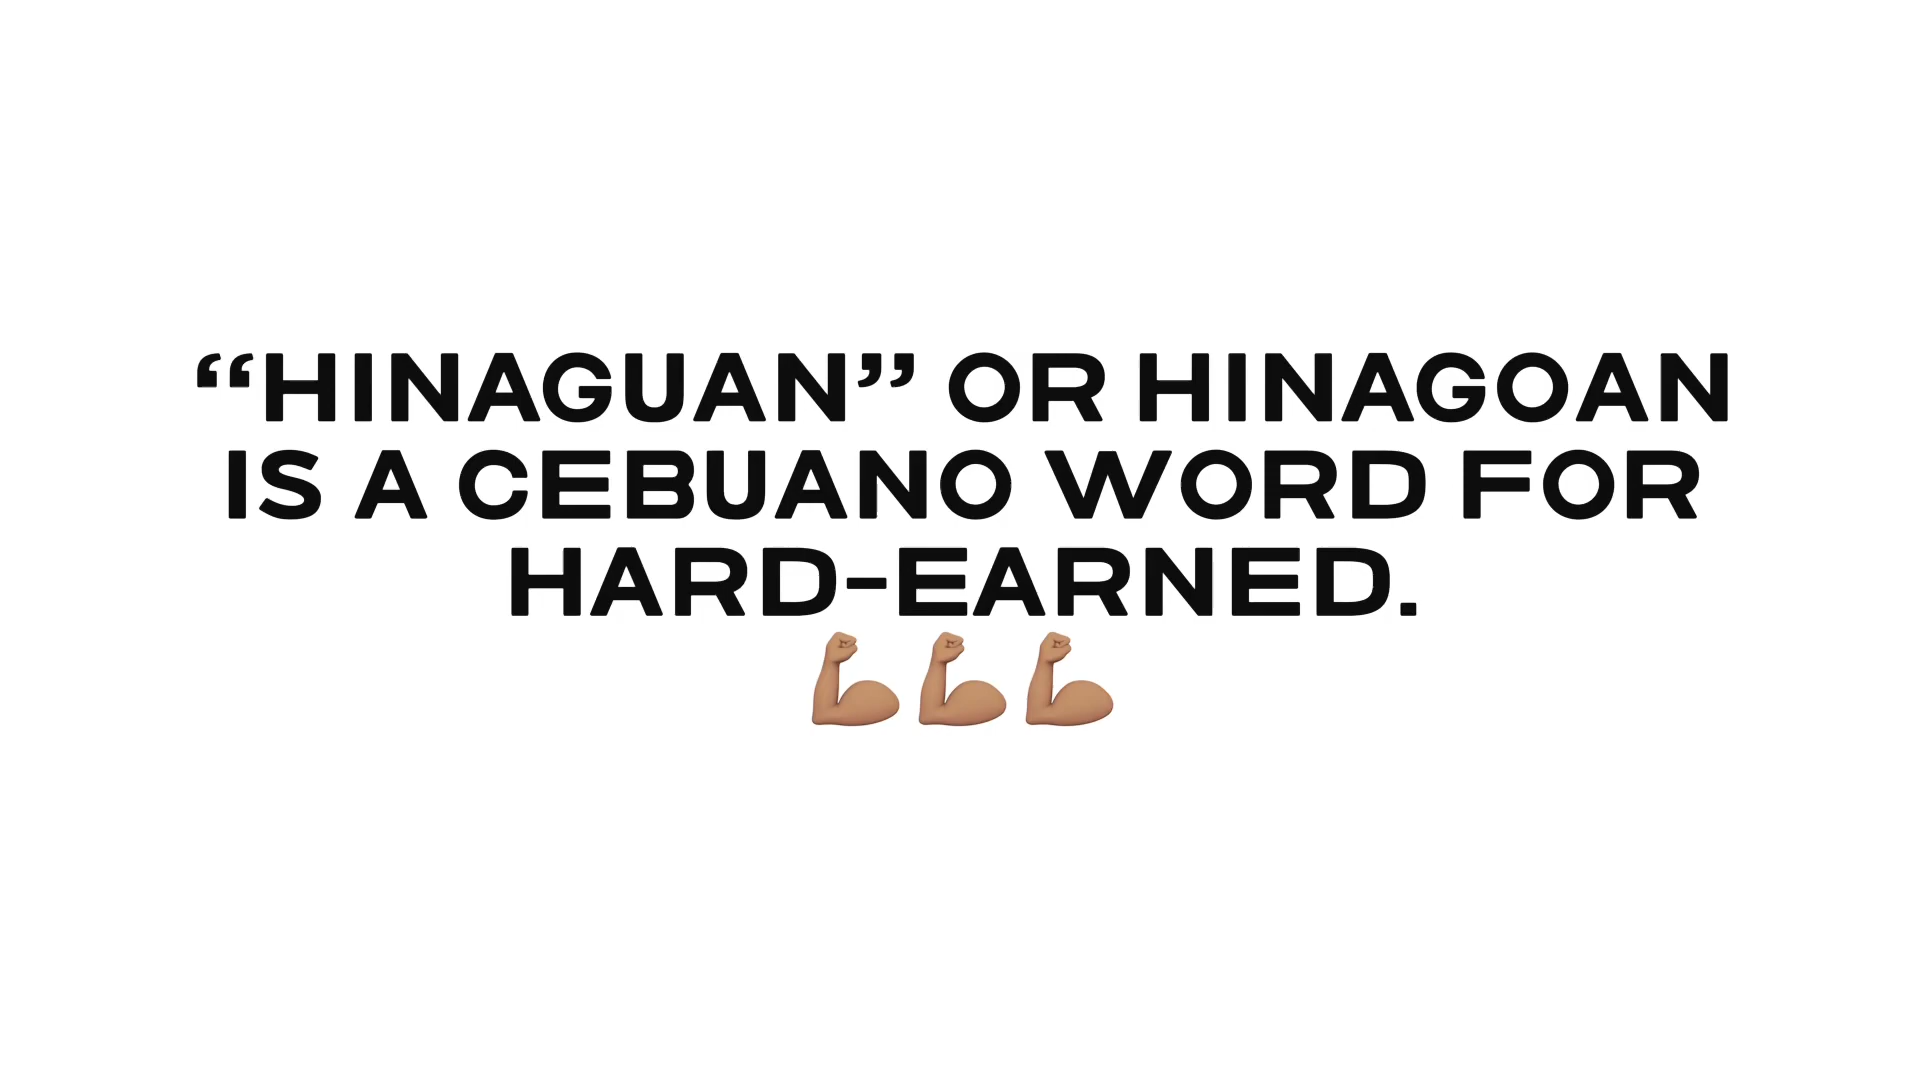 “HINAGUAN” OR HINAGOAN
IS A CEBUANO WORD FOR
HARD-EARNED.
💪🏽💪🏽💪🏽